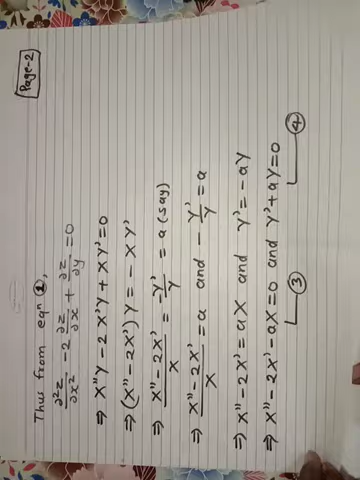 Page-2
Thus from eqⁿ ②,
∂²z/∂x² - 2 ∂z/∂x + ∂z/∂y = 0
⇒ X''Y - 2X'Y + XY' = 0
⇒ (X'' - 2X')Y = - XY'
⇒ (X'' - 2X')/X = -Y'/Y = a (say)
⇒ (X'' - 2X')/X = a and - Y'/Y = a
⇒ X'' - 2X' = aX and Y' = -aY
⇒ X'' - 2X' - aX = 0 and Y' + aY = 0
③ ④